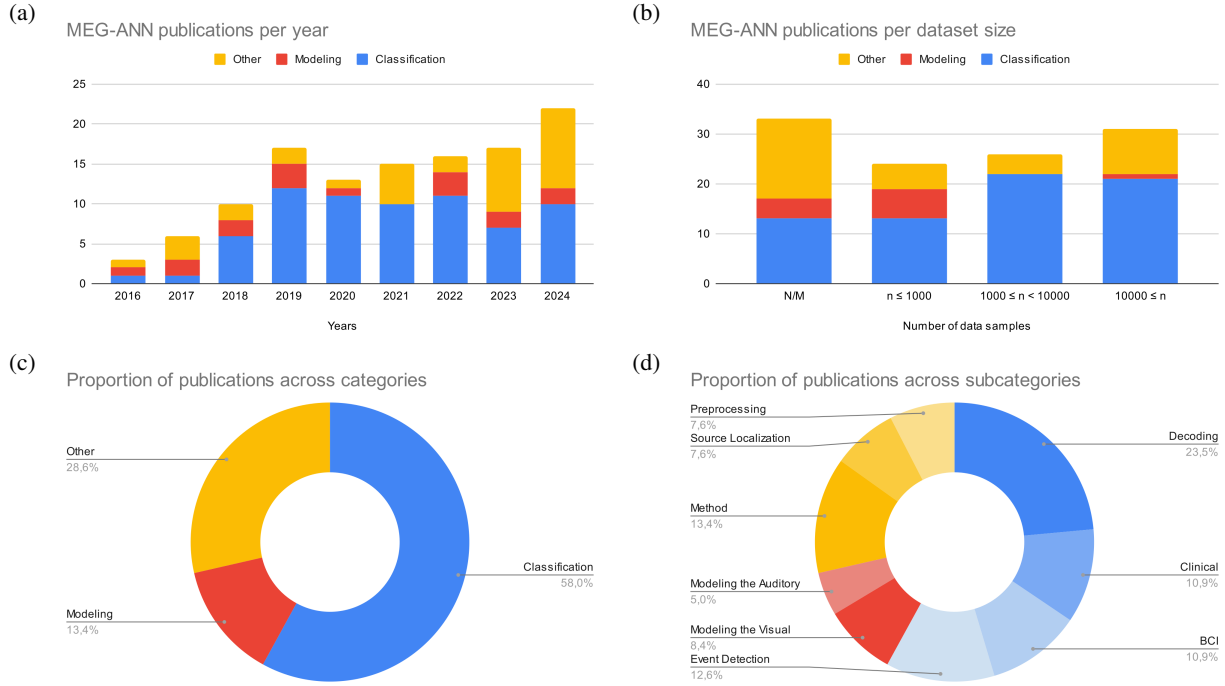 (a)
MEG-ANN publications per year
Other Modeling Classification
25
20
15
10
5
0
2016 2017 2018 2019 2020 2021 2022 2023 2024
Years
(b)
MEG-ANN publications per dataset size
Other Modeling Classification
40
30
20
10
0
N/M n ≤ 1000 1000 ≤ n < 10000 10000 ≤ n
Number of data samples
(c)
Proportion of publications across categories
Other
28,6%
Classification
58,0%
Modeling
13,4%
(d)
Proportion of publications across subcategories
Preprocessing
7,6%
Source Localization
7,6%
Method
13,4%
Modeling the Auditory
5,0%
Modeling the Visual
8,4%
Event Detection
12,6%
Decoding
23,5%
Clinical
10,9%
BCI
10,9%